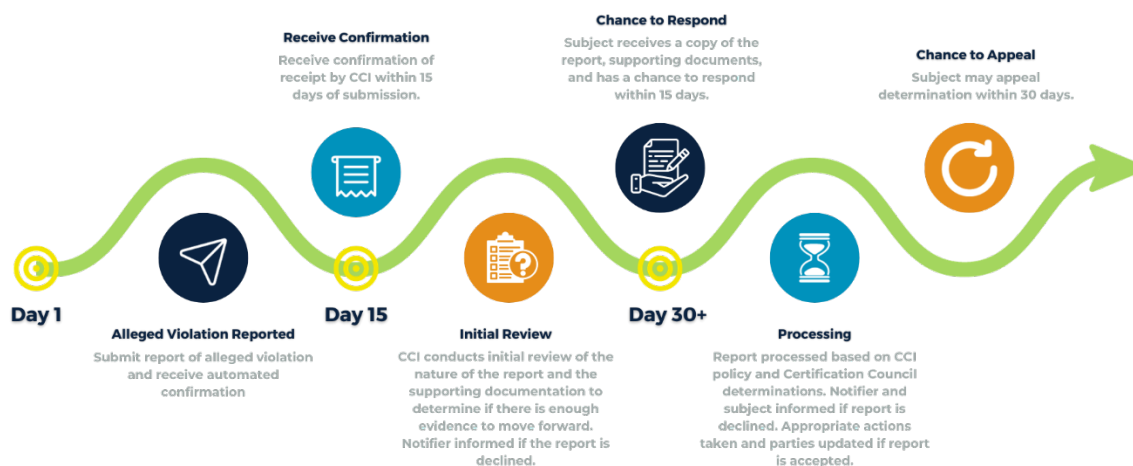 Receive Confirmation
Receive confirmation of
receipt by CCI within 15
days of submission.
Chance to Respond
Subject receives a copy of the
report, supporting documents,
and has a chance to respond
within 15 days.
Chance to Appeal
Subject may appeal
determination within 30 days.
Day 1
Alleged Violation Reported
Submit report of alleged violation
and receive automated
confirmation
Day 15
Initial Review
CCI conducts initial review of the
nature of the report and the
supporting documentation to
determine if there is enough
evidence to move forward.
Notifier informed if the report is
declined.
Day 30+
Processing
Report processed based on CCI
policy and Certification Council
determinations. Notifier and
subject informed if report is
declined. Appropriate actions
taken and parties updated if report
is accepted.